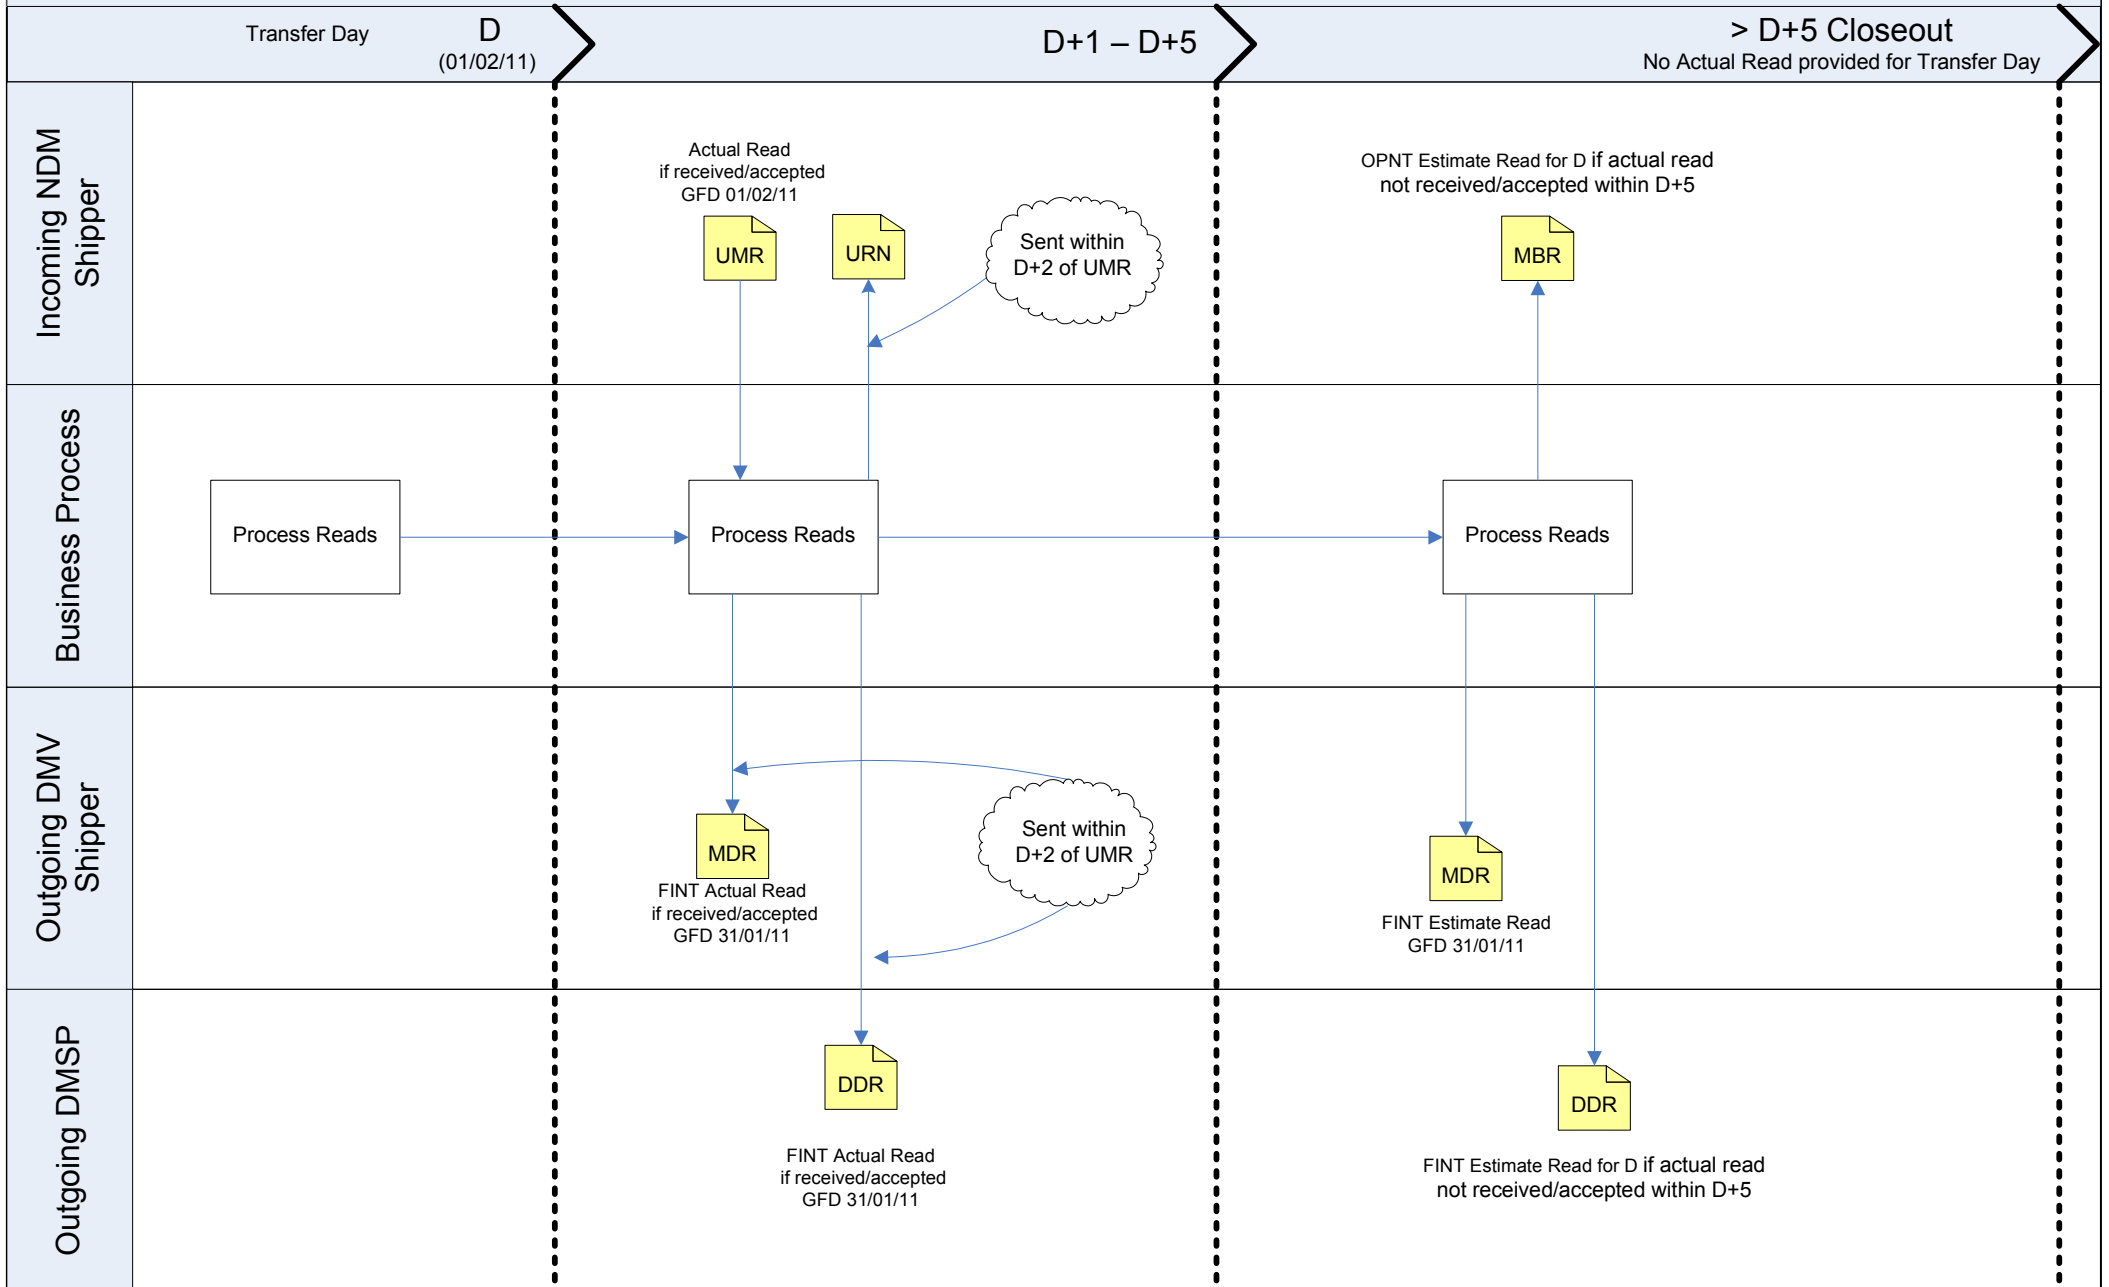 Transfer Day
D
(01/02/11)
D+1 – D+5
> D+5 Closeout
No Actual Read provided for Transfer Day
Incoming NDM
Shipper
Actual Read
if received/accepted
GFD 01/02/11
UMR
URN
Sent within
D+2 of UMR
OPNT Estimate Read for D if actual read
not received/accepted within D+5
MBR
Business Process
Process Reads
Process Reads
Process Reads
Outgoing DMV
Shipper
MDR
FINT Actual Read
if received/accepted
GFD 31/01/11
Sent within
D+2 of UMR
MDR
FINT Estimate Read
GFD 31/01/11
Outgoing DMSP
DDR
FINT Actual Read
if received/accepted
GFD 31/01/11
DDR
FINT Estimate Read for D if actual read
not received/accepted within D+5